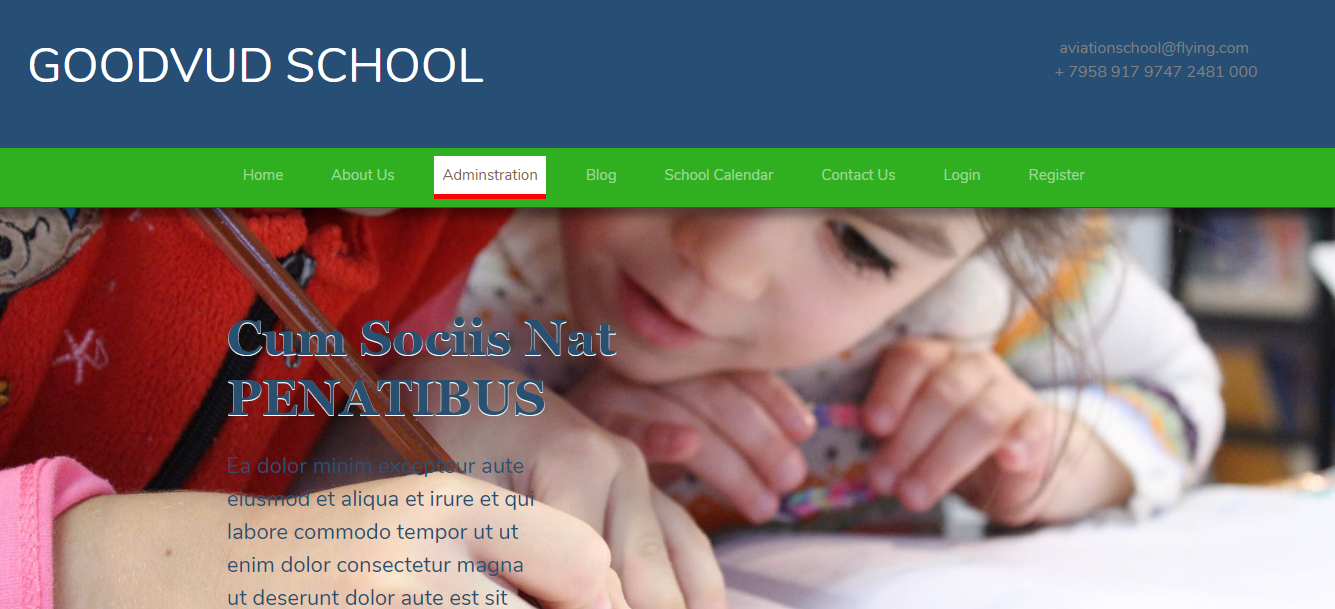 GOODVUD SCHOOL
aviationschool@flying.com
+ 7958 917 9747 2481 000
Home About Us Adminstration Blog School Calendar Contact Us Login Register
Cum Sociis Nat
PENATIBUS
Ea dolor minim excepteur aute
eiusmod et aliqua et irure et qui
labore commodo tempor ut ut
enim dolor consectetur magna
ut deserunt dolor aute est sit